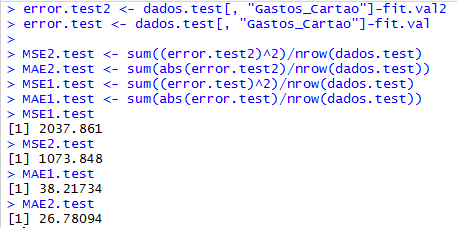 > error.test2 <- dados.test[, "Gastos_Cartao"]-fit.val2
> error.test <- dados.test[, "Gastos_Cartao"]-fit.val
>
> MSE2.test <- sum((error.test2)^2)/nrow(dados.test)
> MAE2.test <- sum(abs(error.test2)/nrow(dados.test))
> MSE1.test <- sum((error.test)^2)/nrow(dados.test)
> MAE1.test <- sum(abs(error.test)/nrow(dados.test))
> MSE1.test
[1] 2037.861
> MSE2.test
[1] 1073.848
> MAE1.test
[1] 38.21734
> MAE2.test
[1] 26.78094